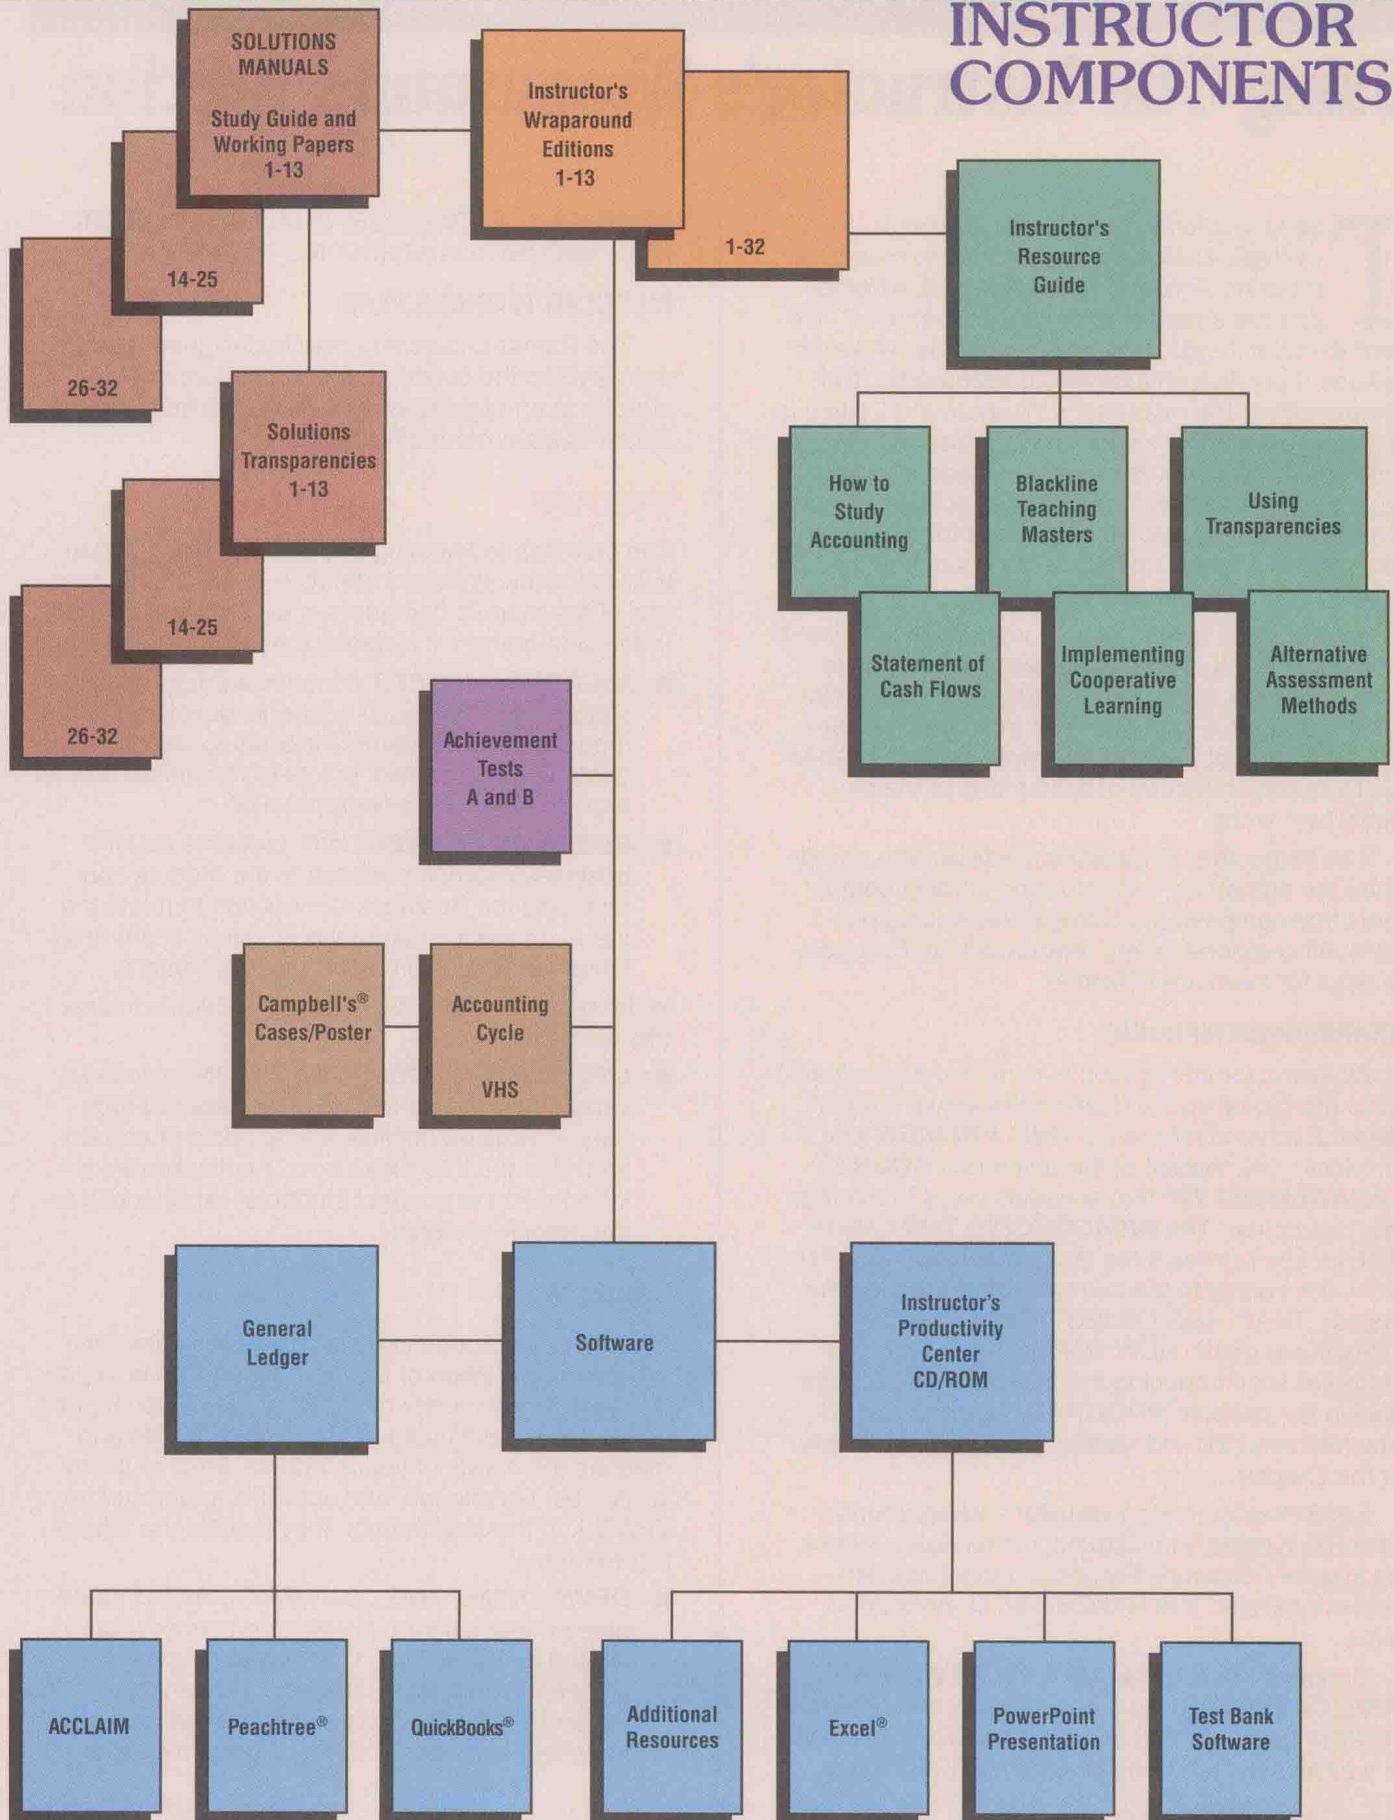 INSTRUCTOR
COMPONENTS
SOLUTIONS
MANUALS
Study Guide and
Working Papers
1-13
14-25
26-32
Instructor's
Wraparound
Editions
1-13
1-32
Instructor's
Resource
Guide
Solutions
Transparencies
1-13
14-25
26-32
How to
Study
Accounting
Blackline
Teaching
Masters
Using
Transparencies
Statement of
Cash Flows
Implementing
Cooperative
Learning
Alternative
Assessment
Methods
Achievement
Tests
A and B
Campbell's®
Cases/Poster
Accounting
Cycle
VHS
General
Ledger
Software
Instructor's
Productivity
Center
CD/ROM
ACCLAIM
Peachtree®
QuickBooks®
Additional
Resources
Excel®
PowerPoint
Presentation
Test Bank
Software